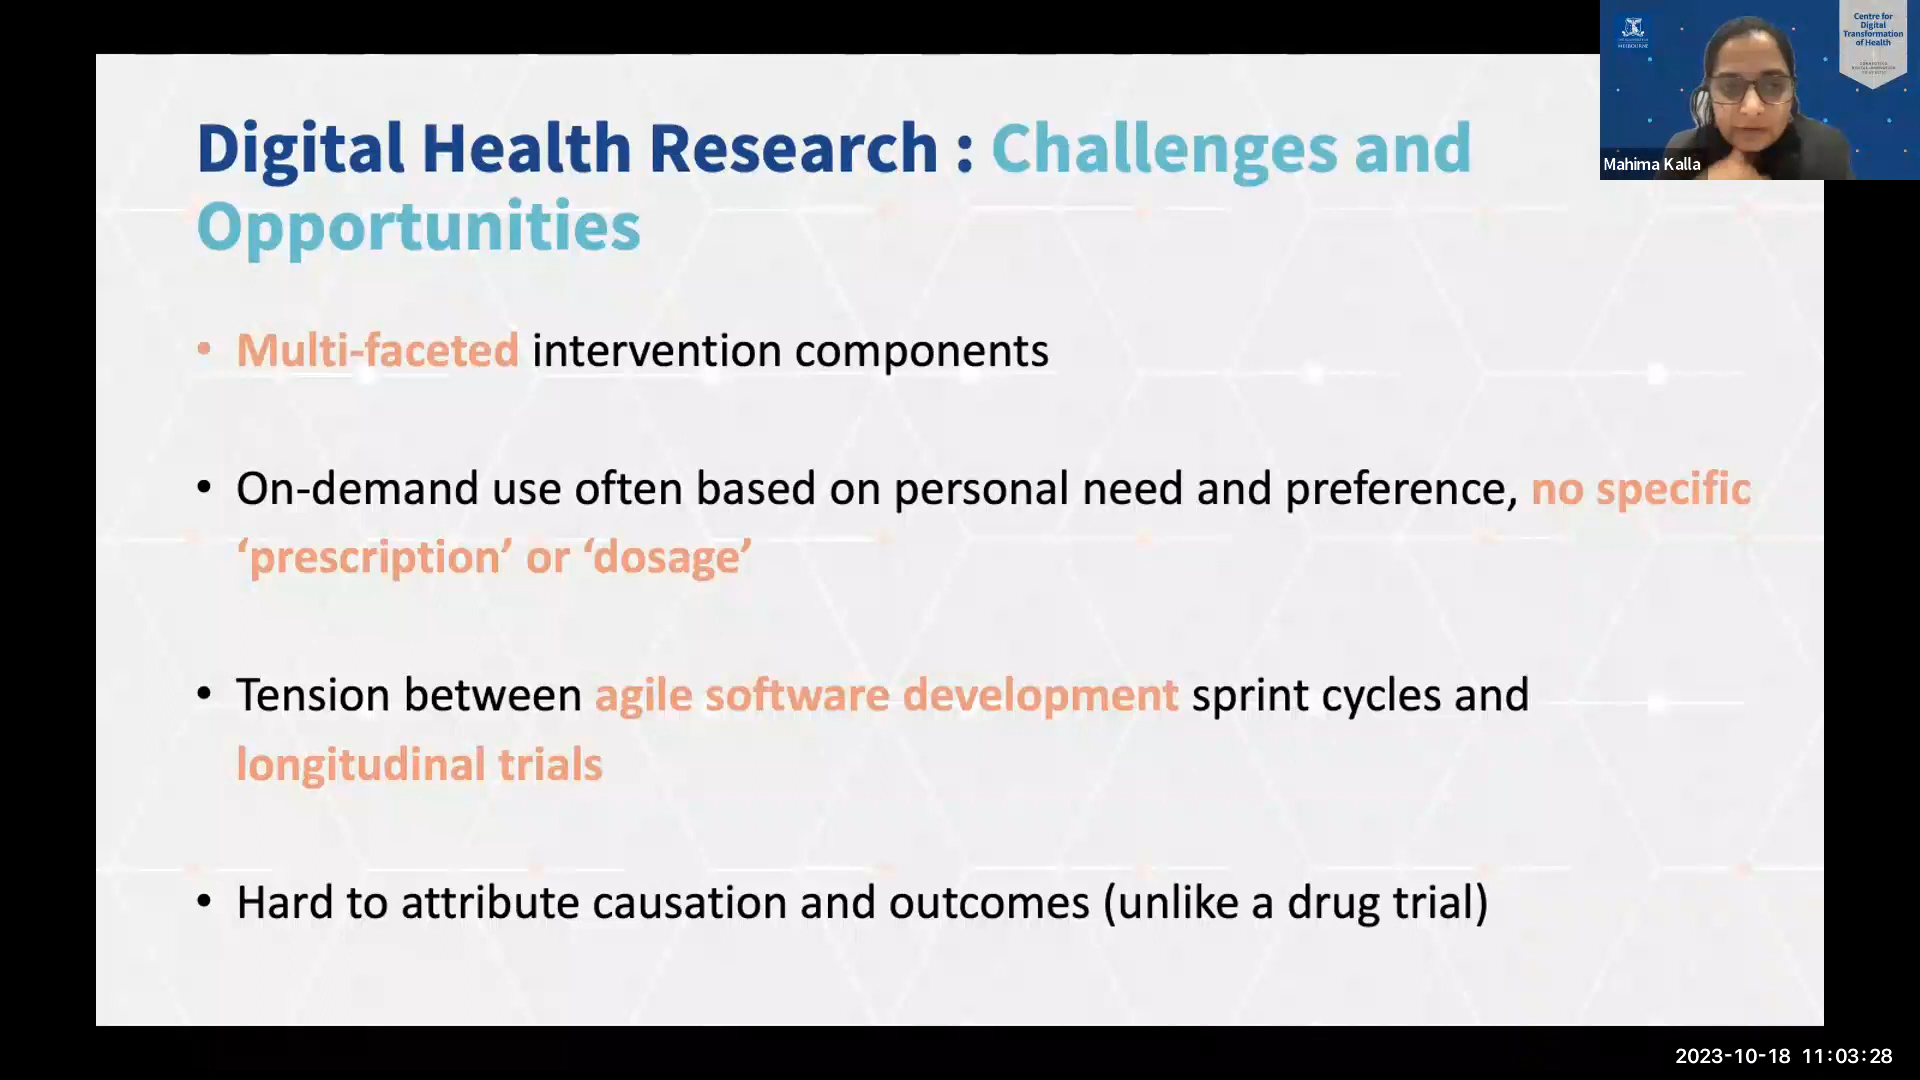 Digital Health Research : Challenges and
Opportunities
• Multi-faceted intervention components
• On-demand use often based on personal need and preference, no specific
‘prescription’ or ‘dosage’
• Tension between agile software development sprint cycles and
longitudinal trials
• Hard to attribute causation and outcomes (unlike a drug trial)
MELBOURNE
Centre for
Digital
Transformation
of Health
Mahima Kalla
2023-10-18 11:03:28